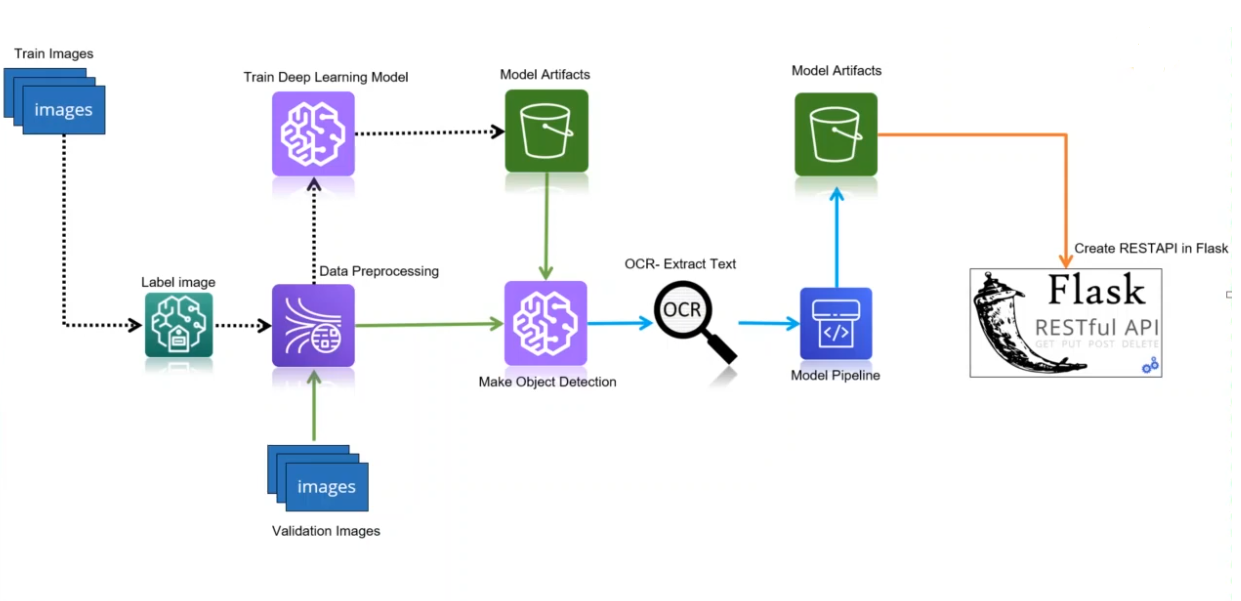 Train Images
images
Train Deep Learning Model
Model Artifacts
Model Artifacts
Label image
Data Preprocessing
OCR- Extract Text
OCR
Create RESTAPI in Flask
Flask
RESTful API
GET PUT POST DELETE
Make Object Detection
Model Pipeline
images
Validation Images